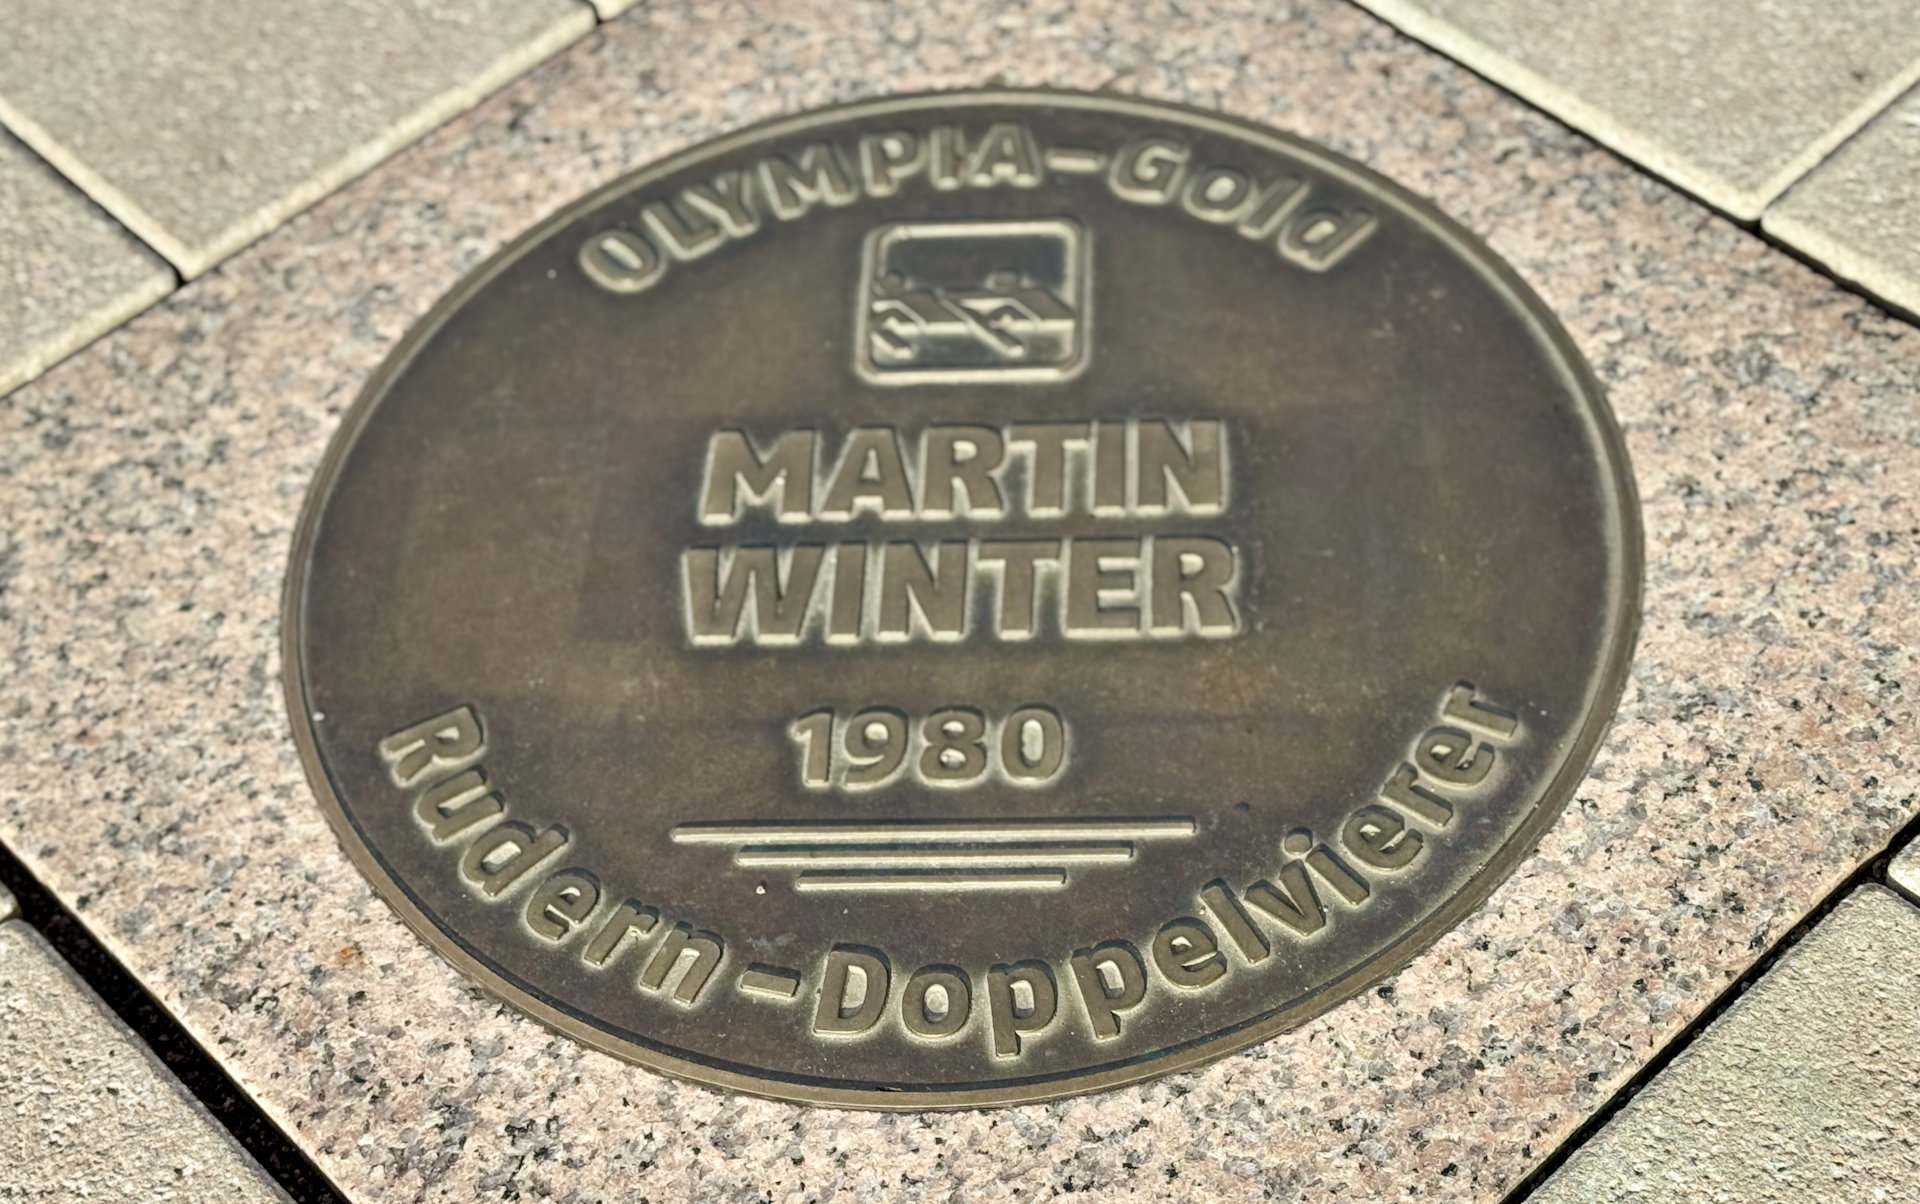 OLYMPIA-Gold
MARTIN
WINTER
1980
Rudern-Doppelvierer